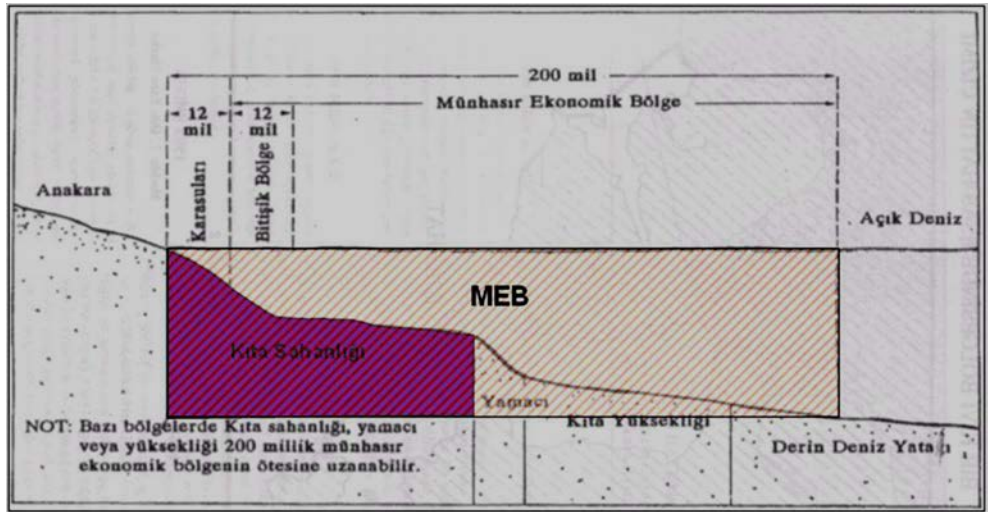 200 mil
Münhasır Ekonomik Bölge
12 mil
12 mil
Karasuları
Bitişik Bölge
Anakara
Açık Deniz
MEB
Kıta Sahanlığı
Yamacı
Kıta Yüksekliği
Derin Deniz Yatağı
NOT: Bazı bölgelerde Kıta sahanlığı, yamacı
veya yüksekliği 200 millik münhasır
ekonomik bölgenin ötesine uzanabilir.